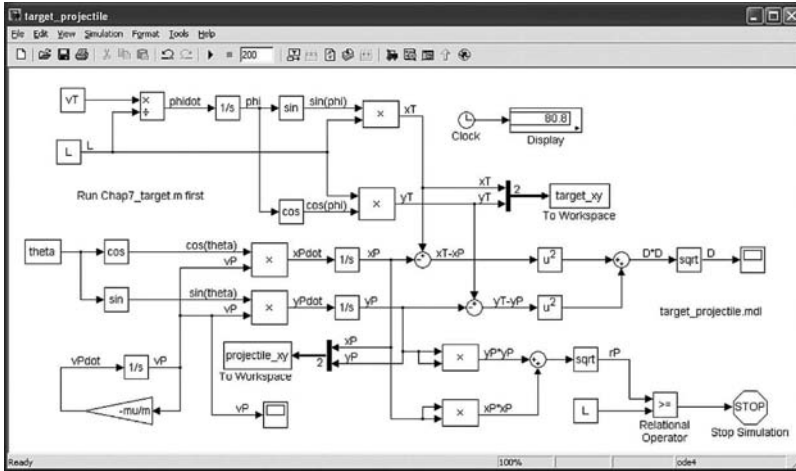 target_projectile
File Edit View Simulation Format Tools Help
200
vT
×
÷
phidot
1/s
phi
sin
sin(phi)
×
xT
Clock
80.8
Display
L
L
Run Chap7_target m first
cos
cos(phi)
×
yT
xT
yT
2
target_xy
To Workspace
theta
cos
cos(theta)
vP
×
xPdot
1/s
xP
xT-xP
u²
D*D
sqrt
D
sin
sin(theta)
vP
×
yPdot
1/s
yP
yT-yP
u²
target_projectile.mdl
vPdot
1/s
vP
projectile_xy
To Workspace
2
xP
yP
×
yP*yP
sqrt
rP
-mu/m
vP
×
xP*xP
L
>=
Relational
Operator
STOP
Stop Simulation
Ready 100% ode4